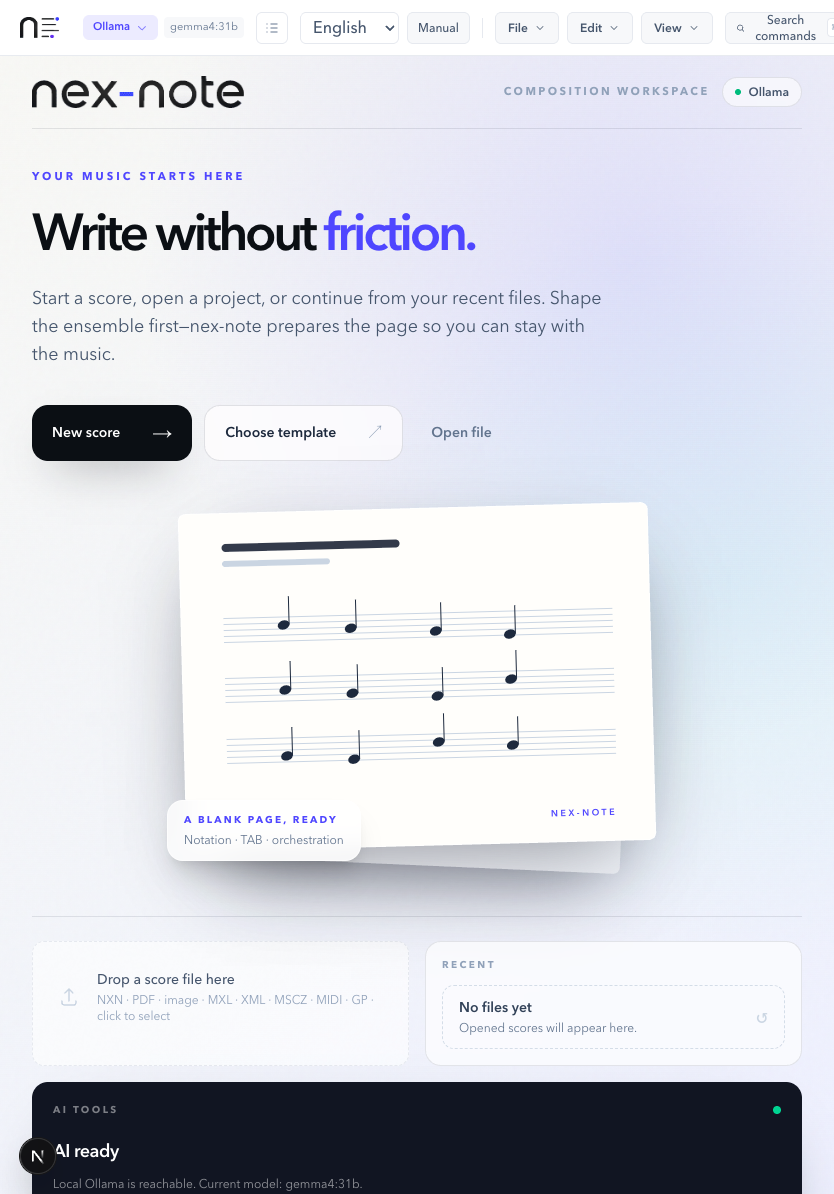 Ollama
gemma4:31b
English
Manual
File
Edit
View
Search
commands
nex-note
COMPOSITION WORKSPACE
Ollama
YOUR MUSIC STARTS HERE
Write without friction.
Start a score, open a project, or continue from your recent files. Shape
the ensemble first—nex-note prepares the page so you can stay with
the music.
New score
Choose template
Open file
A BLANK PAGE, READY
Notation · TAB · orchestration
NEX-NOTE
Drop a score file here
NXN · PDF · image · MXL · XML · MSCZ · MIDI · GP ·
click to select
RECENT
No files yet
Opened scores will appear here.
AI TOOLS
N
AI ready
Local Ollama is reachable. Current model: gemma4:31b.